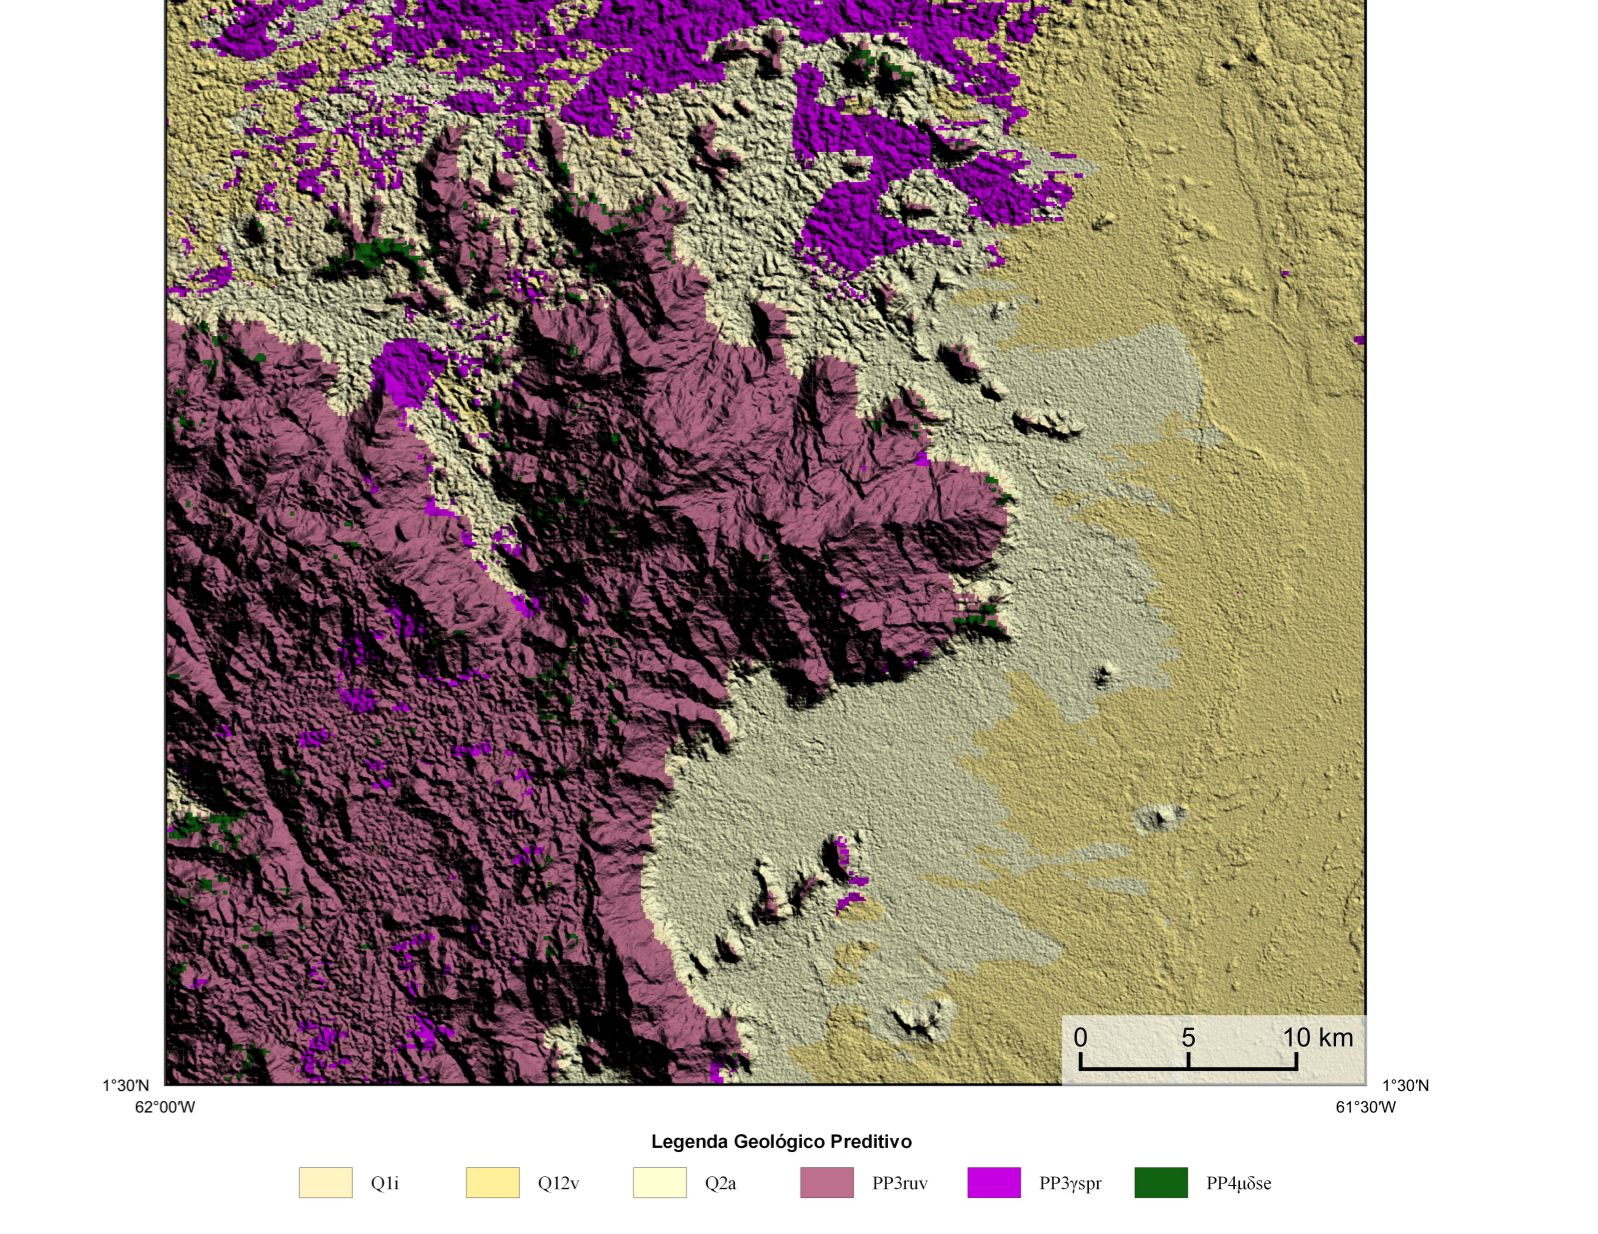 0 5 10 km
1°30′N 1°30′N
62°00′W 61°30′W
Legenda Geológico Preditivo
Q1i Q12v Q2a PP3ruv PP3γspr PP4μδse